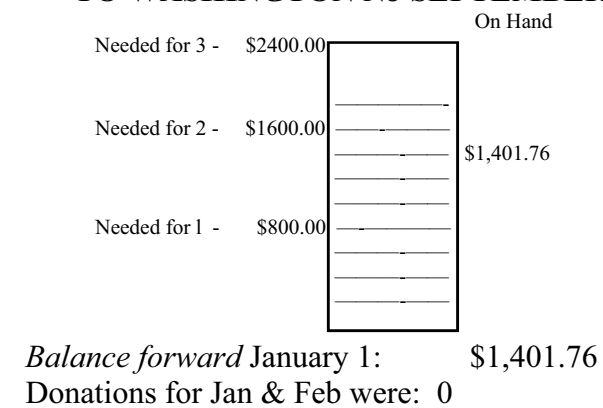 On Hand
Needed for 3 - $2400.00
Needed for 2 - $1600.00
$1,401.76
Needed for 1 - $800.00
Balance forward January 1: $1,401.76
Donations for Jan & Feb were: 0